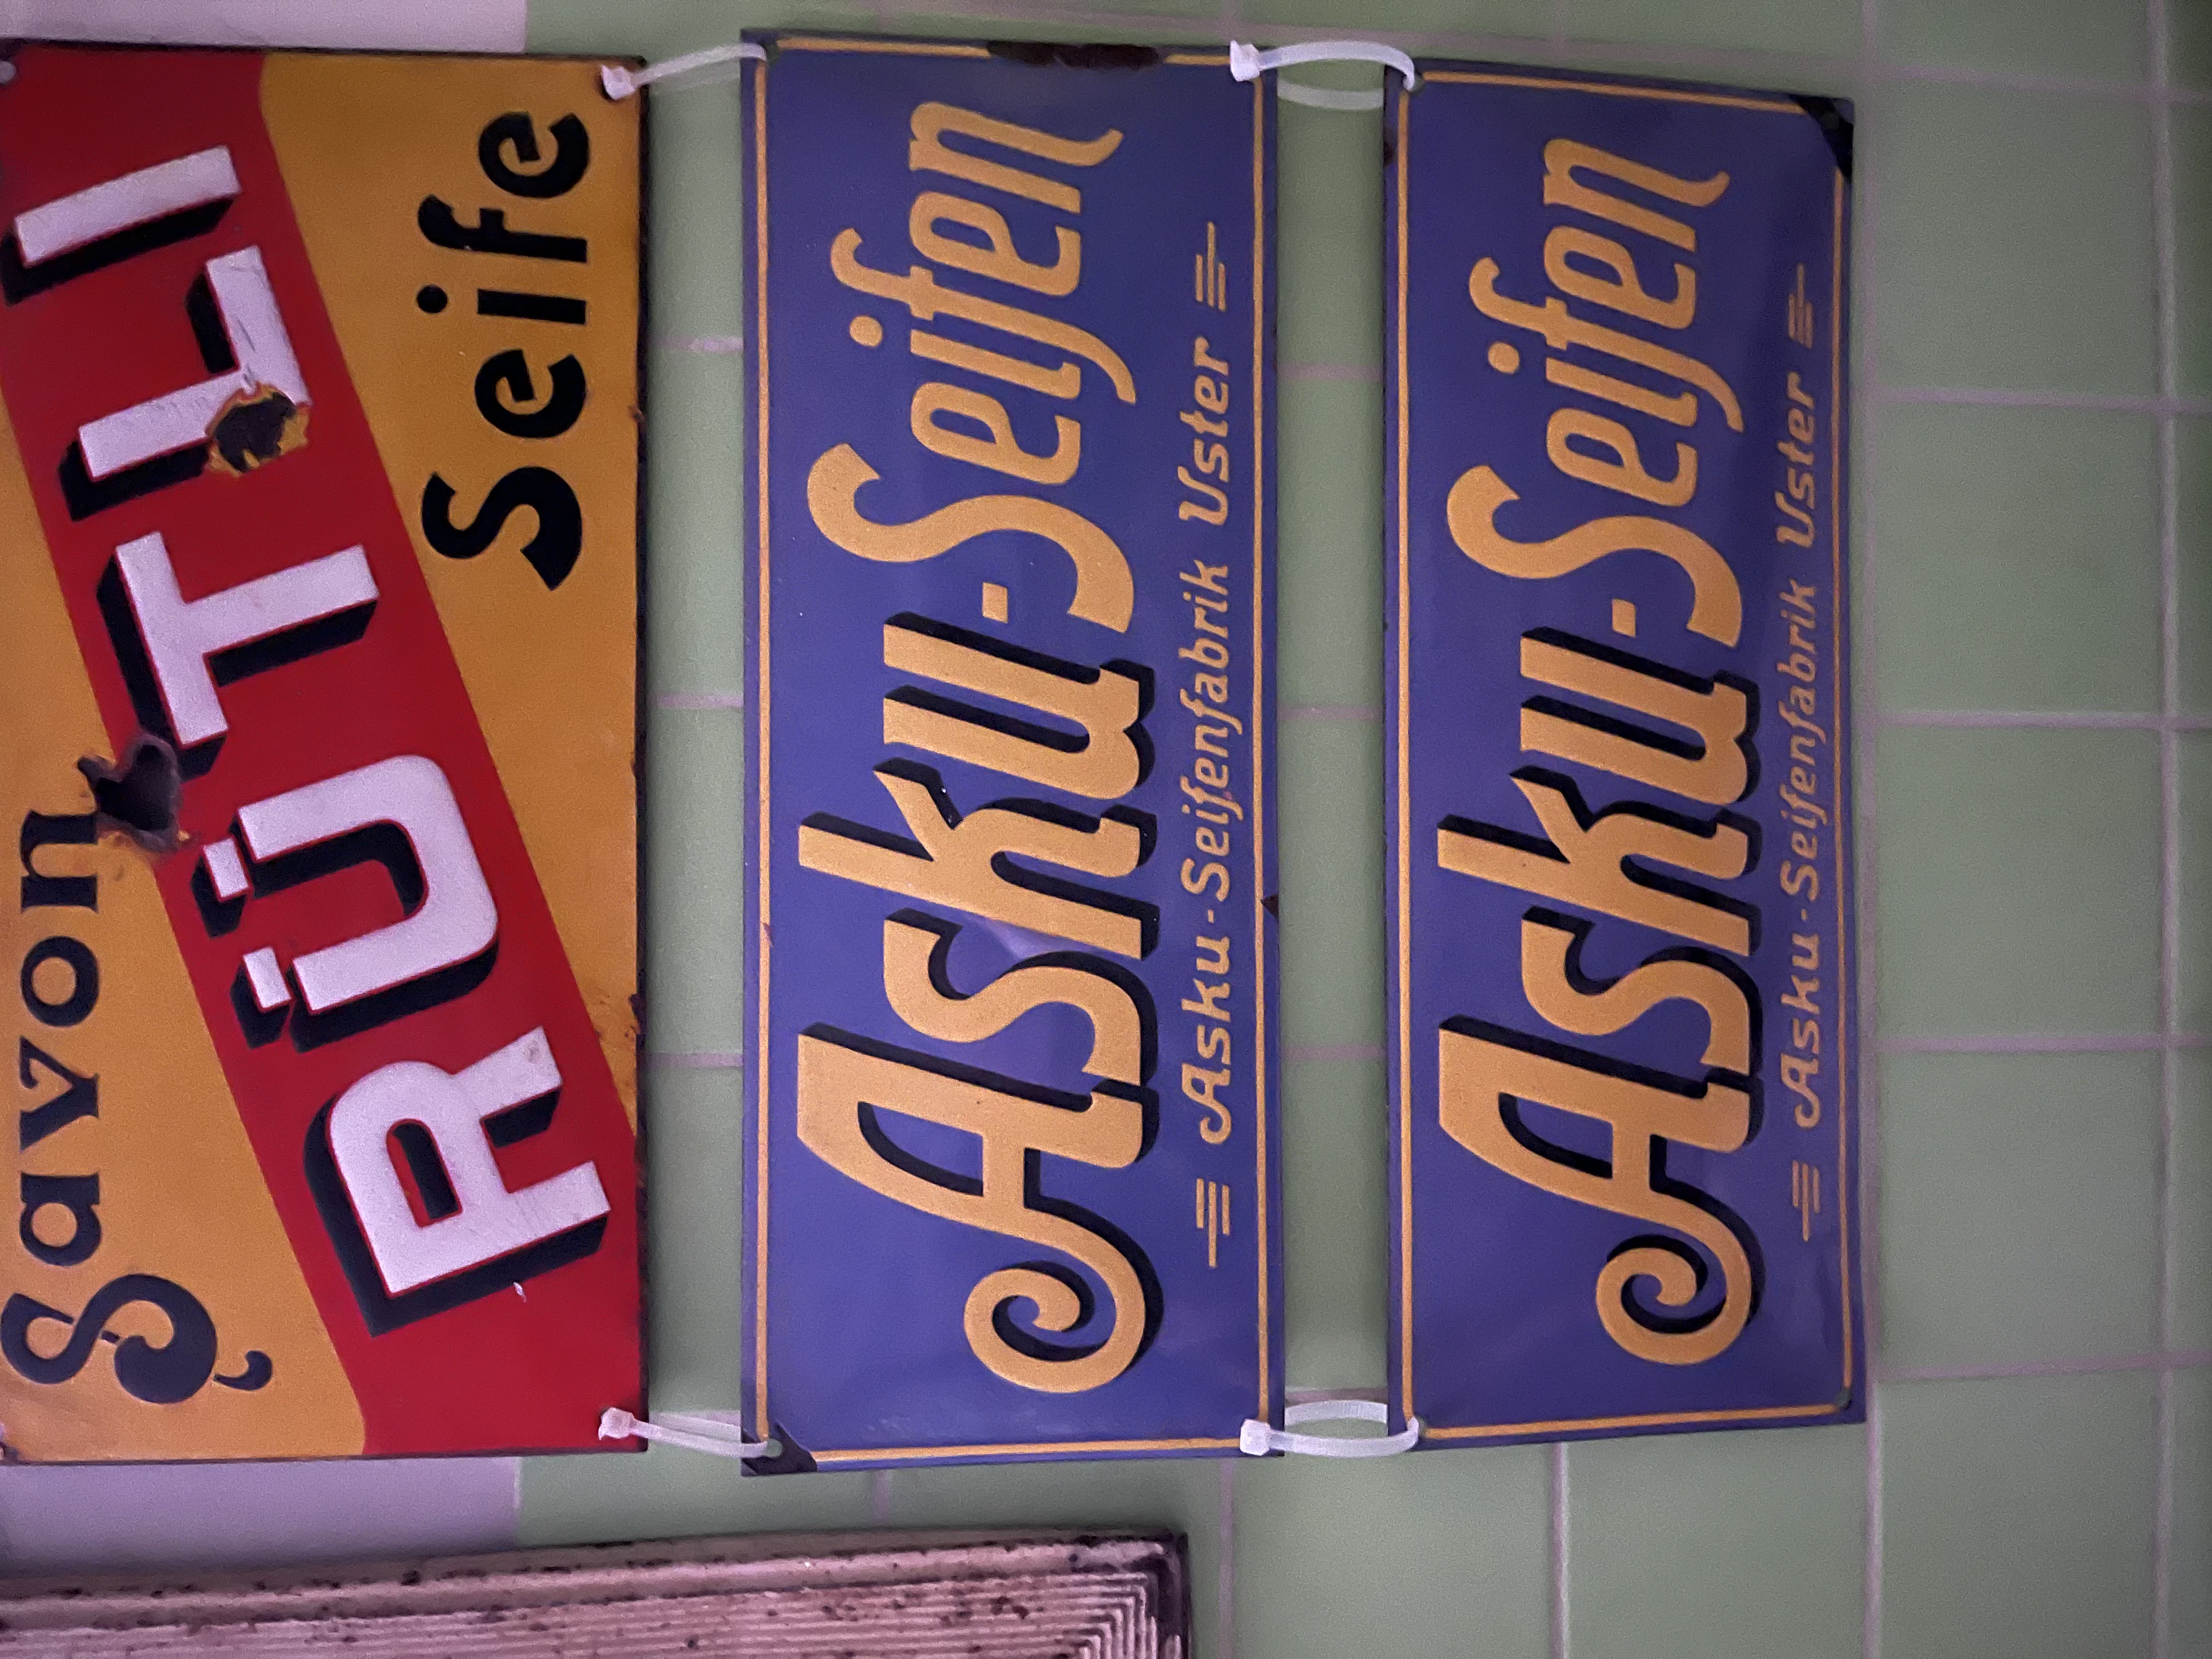 Savon
RÜTLI
Seife
Asku-Seifen
Asku-Seifenfabrik Uster
Asku-Seifen
Asku-Seifenfabrik Uster